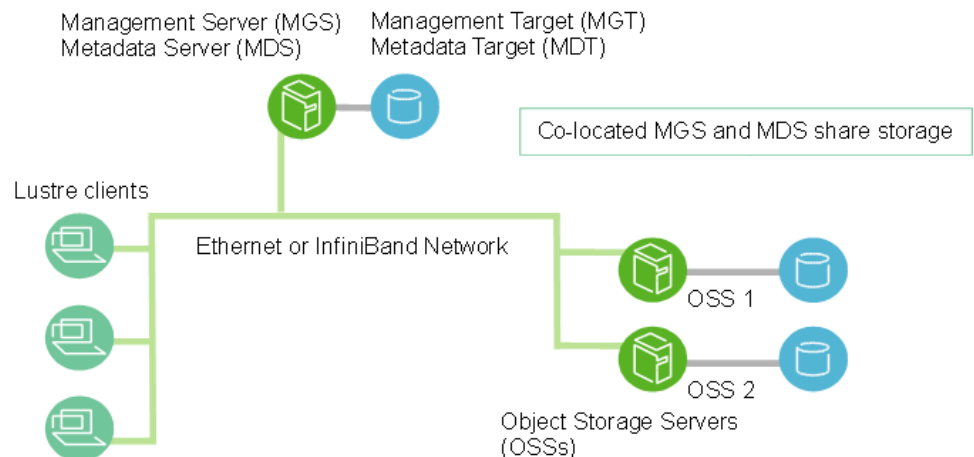 Management Server (MGS)
Metadata Server (MDS)
Management Target (MGT)
Metadata Target (MDT)
Co-located MGS and MDS share storage
Lustre clients
Ethernet or InfiniBand Network
OSS 1
OSS 2
Object Storage Servers
(OSSs)